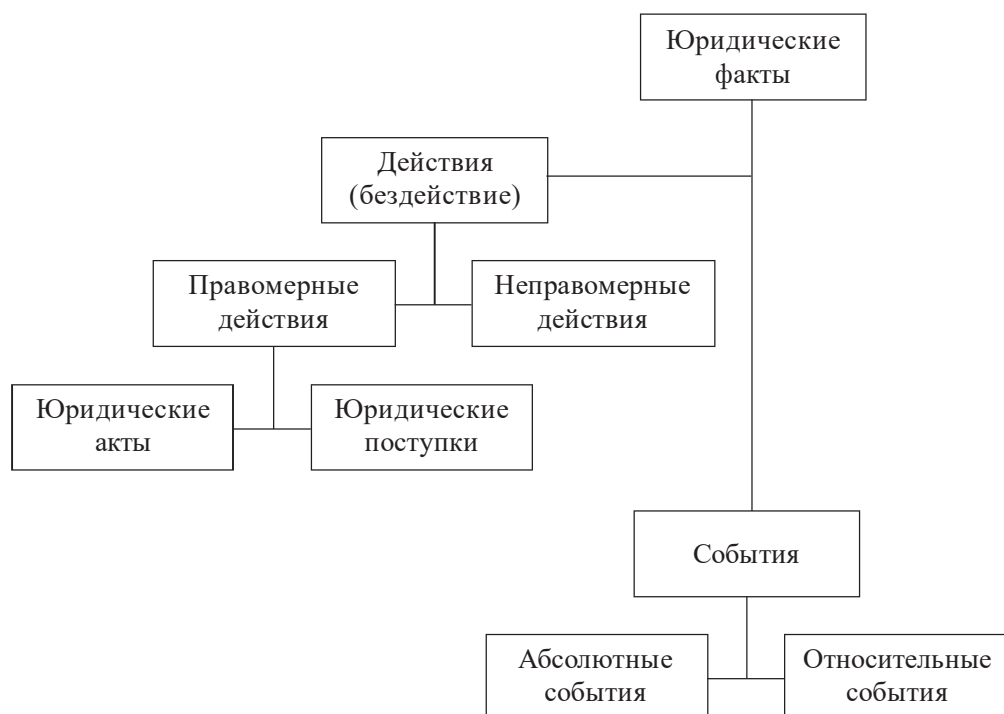 Юридические
факты
Действия
(бездействие)
Правомерные
действия
Неправомерные
действия
Юридические
акты
Юридические
поступки
События
Абсолютные
события
Относительные
события